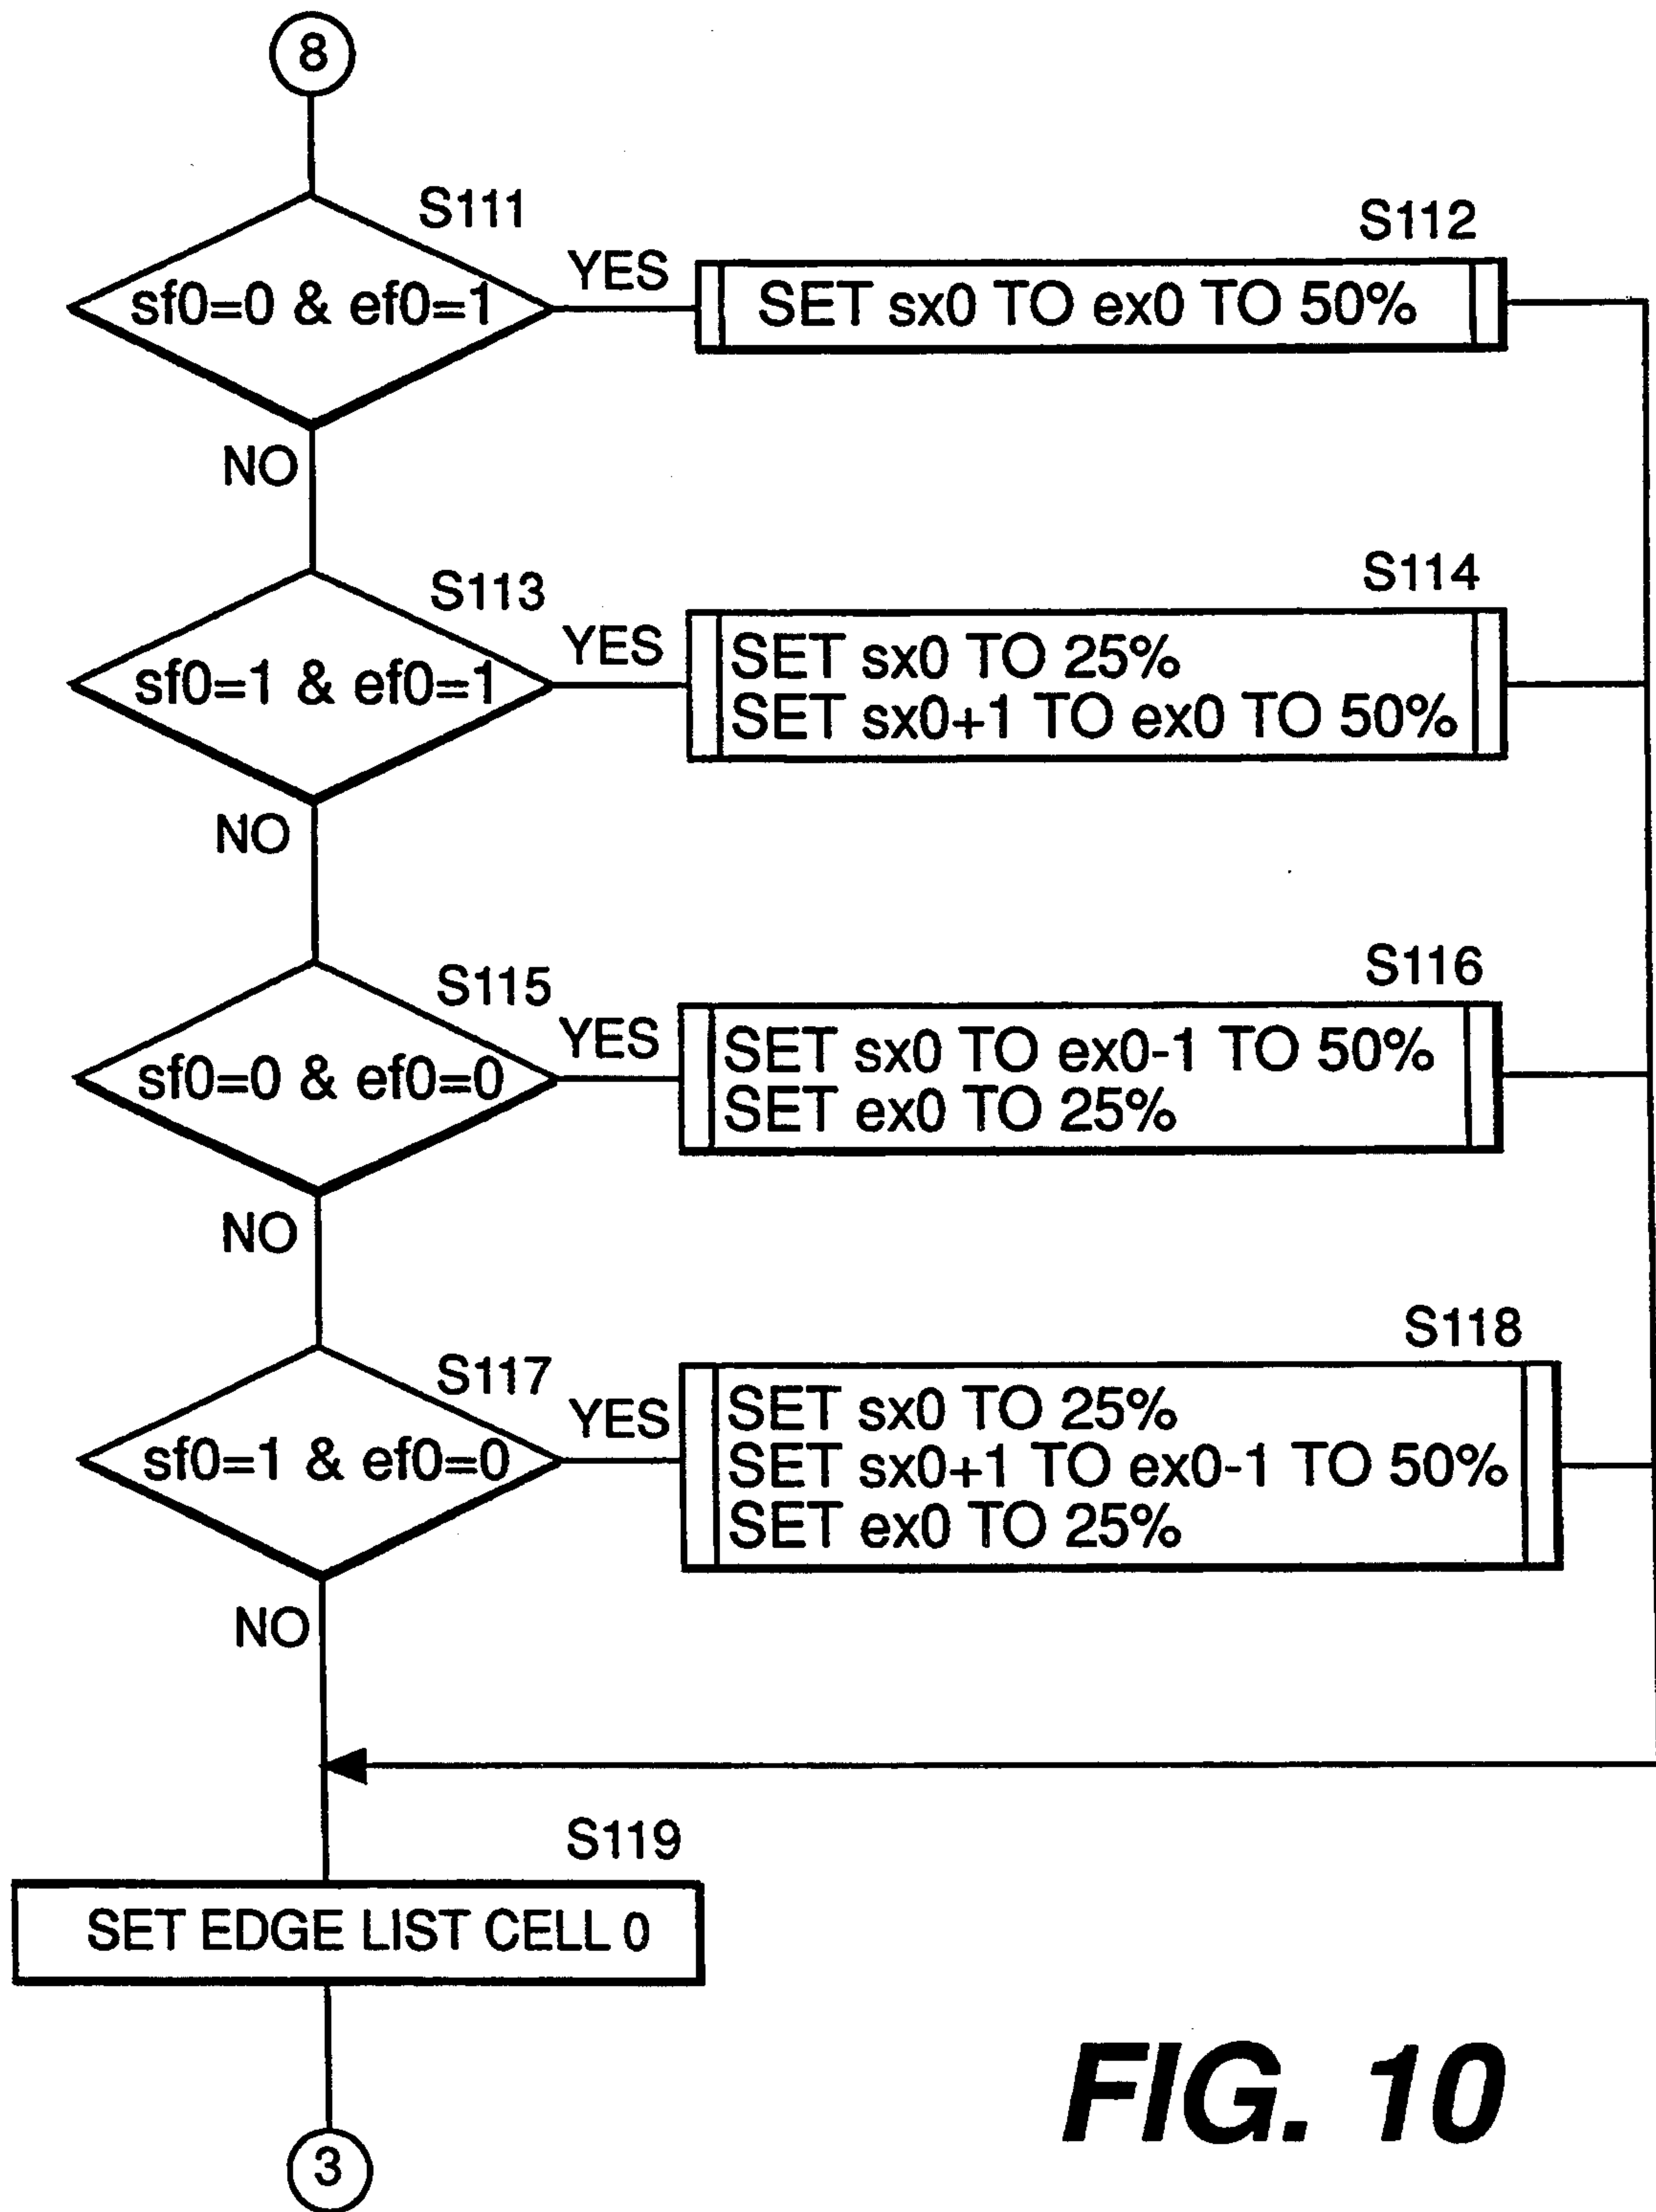 8
S111
sf0=0 & ef0=1
YES
S112
SET sx0 TO ex0 TO 50%
NO
S113
sf0=1 & ef0=1
YES
S114
SET sx0 TO 25%
SET sx0+1 TO ex0 TO 50%
NO
S115
sf0=0 & ef0=0
YES
S116
SET sx0 TO ex0-1 TO 50%
SET ex0 TO 25%
NO
S117
sf0=1 & ef0=0
YES
S118
SET sx0 TO 25%
SET sx0+1 TO ex0-1 TO 50%
SET ex0 TO 25%
NO
S119
SET EDGE LIST CELL 0
3
FIG. 10